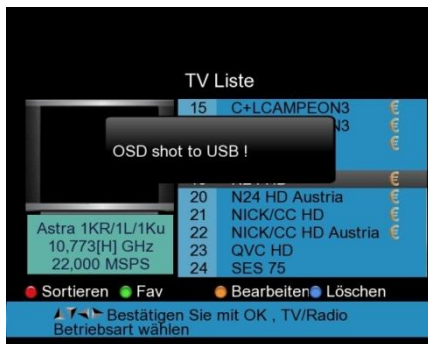 TV Liste
15 C+LCAMPEON3 €
N3 €
€
OSD shot to USB !
€
20 N24 HD Austria €
21 NICK/CC HD €
22 NICK/CC HD Austria €
23 QVC HD
24 SES 75
Astra 1KR/1L/1Ku
10,773[H] GHz
22,000 MSPS
Sortieren Fav Bearbeiten Löschen
Bestätigen Sie mit OK , TV/Radio
Betriebsart wählen